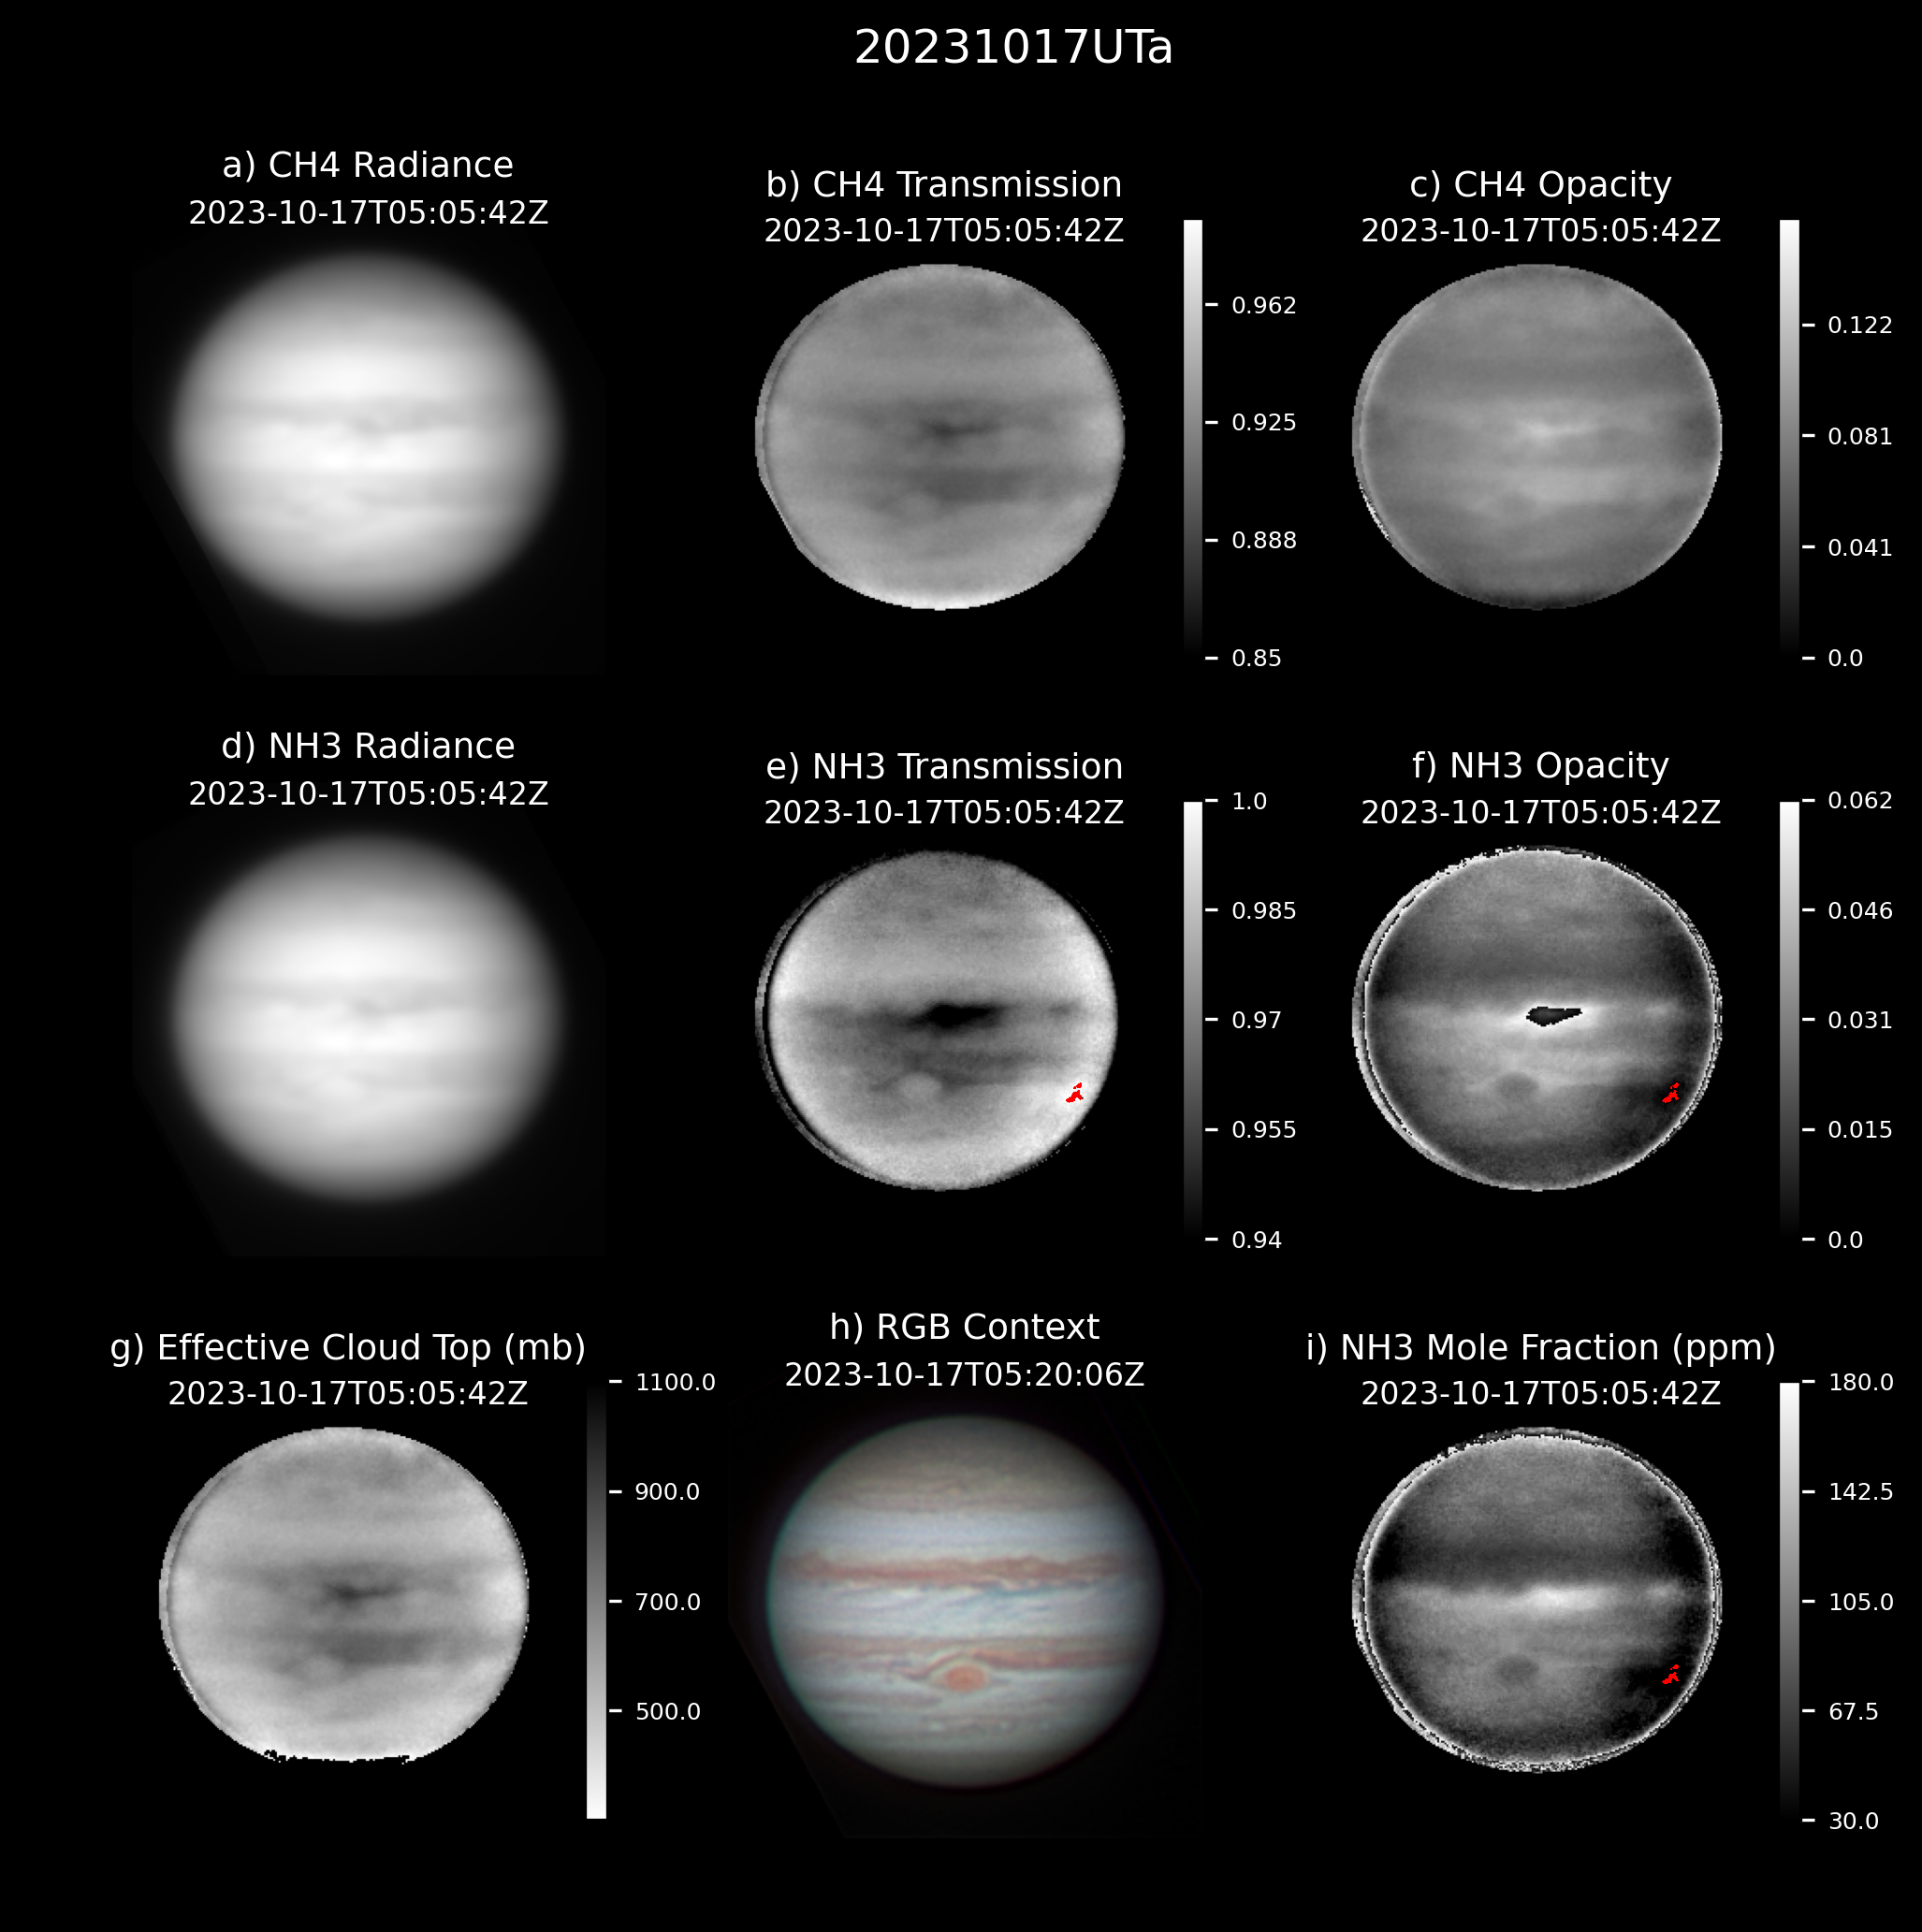 20231017UTa
a) CH4 Radiance
2023-10-17T05:05:42Z
b) CH4 Transmission
2023-10-17T05:05:42Z
0.962
0.925
0.888
0.85
c) CH4 Opacity
2023-10-17T05:05:42Z
0.122
0.081
0.041
0.0
d) NH3 Radiance
2023-10-17T05:05:42Z
e) NH3 Transmission
2023-10-17T05:05:42Z
1.0
0.985
0.97
0.955
0.94
f) NH3 Opacity
2023-10-17T05:05:42Z
0.062
0.046
0.031
0.015
0.0
g) Effective Cloud Top (mb)
2023-10-17T05:05:42Z
1100.0
900.0
700.0
500.0
h) RGB Context
2023-10-17T05:20:06Z
i) NH3 Mole Fraction (ppm)
2023-10-17T05:05:42Z
180.0
142.5
105.0
67.5
30.0